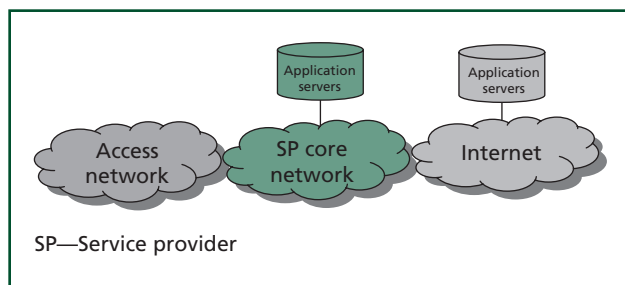 Application
servers
Application
servers
Access
network
SP core
network
Internet
SP—Service provider